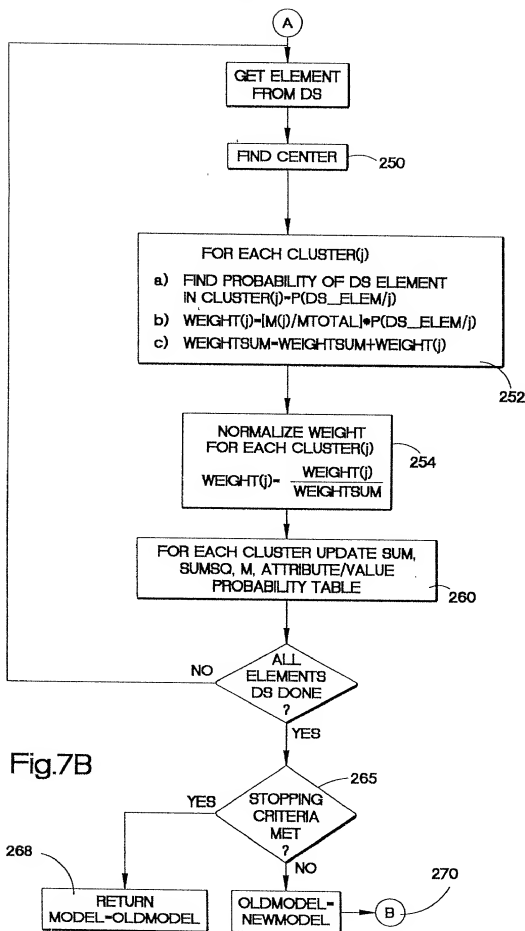 A
GET ELEMENT
FROM DS
FIND CENTER
250
FOR EACH CLUSTER(j)
a) FIND PROBABILITY OF DS ELEMENT
IN CLUSTER(j)=P(DS_ELEM/j)
b) WEIGHT(j)=[M(j)/MTOTAL]*P(DS_ELEM/j)
c) WEIGHTSUM=WEIGHTSUM+WEIGHT(j)
252
NORMALIZE WEIGHT
FOR EACH CLUSTER(j)
WEIGHT(j)= WEIGHT(j)
WEIGHTSUM
254
FOR EACH CLUSTER UPDATE SUM,
SUMSQ, M, ATTRIBUTE/VALUE
PROBABILITY TABLE
260
NO
ALL
ELEMENTS
DS DONE
?
YES
Fig.7B
265
YES
STOPPING
CRITERIA
MET
?
NO
268
RETURN
MODEL=OLDMODEL
OLDMODEL=
NEWMODEL
B
270